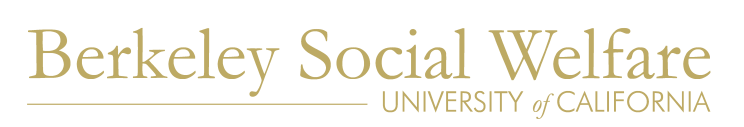 Berkeley Social Welfare
UNIVERSITY of CALIFORNIA